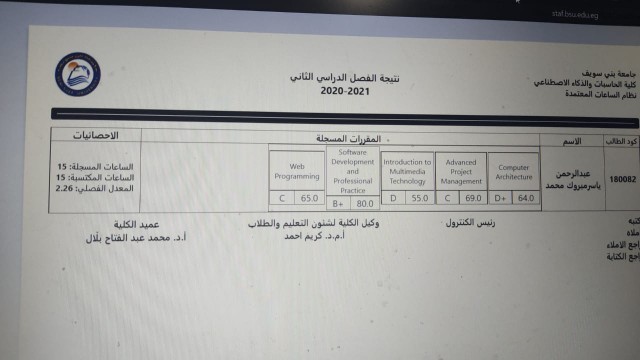 staf.bsu.edu.eg
جامعة بني سويف
كلية الحاسبات والذكاء الاصطناعي
نظام الساعات المعتمدة
نتيجة الفصل الدراسي الثاني
2020-2021
كود الطالب
الاسم
المقررات المسجلة
الاحصائيات
180082
عبدالرحمن
ياسرمبروك محمد
Computer
Architecture
D+ 64.0
Advanced
Project
Management
C 69.0
Introduction to
Multimedia
Technology
D 55.0
Software
Development
and
Professional
Practice
B+ 80.0
Web
Programming
C 65.0
الساعات المسجلة: 15
الساعات المكتسبة: 15
المعدل الفصلي: 2.26
كتبه
ملاه
راجع الاملاء
راجع الكتابة
رئيس الكنترول
وكيل الكلية لشئون التعليم والطلاب
أ.م.د. كريم احمد
عميد الكلية
أ.د. محمد عبد الفتاح بلال